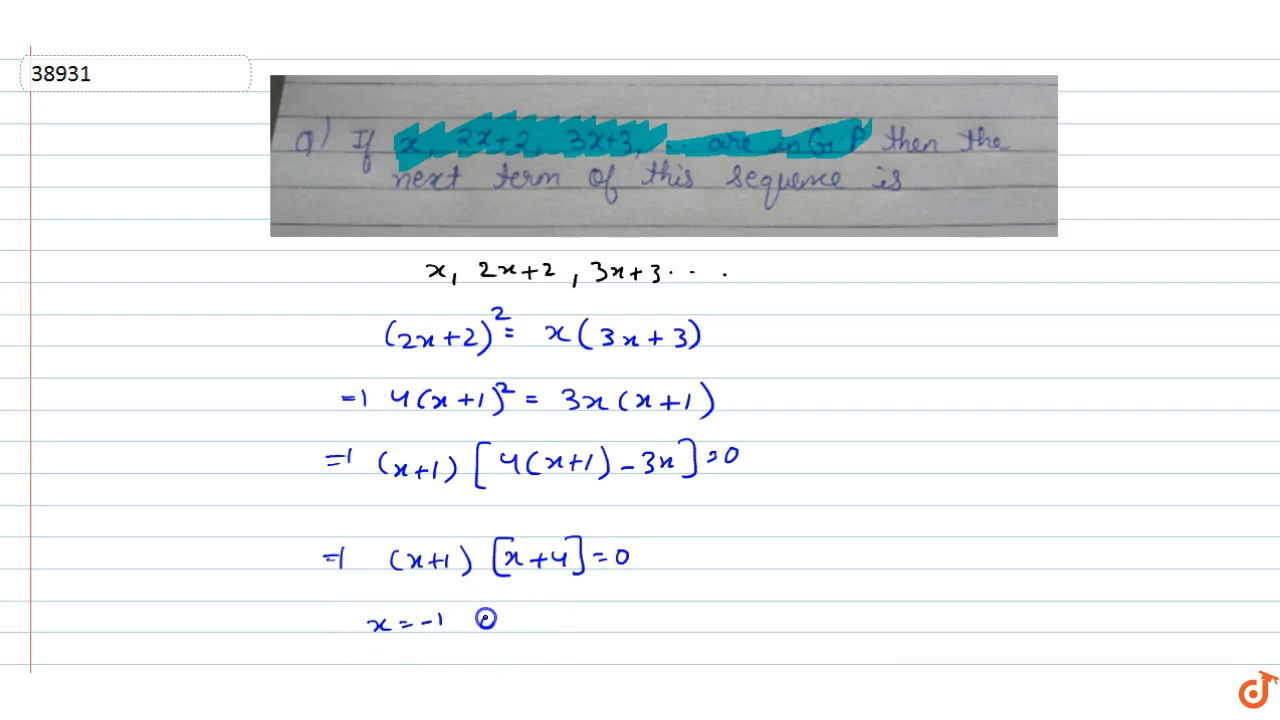 38931
Q) If x, 2x+2, 3x+3, ... are in G.P then the
next term of this sequence is
x, 2x+2, 3x+3...
(2x+2)² = x(3x+3)
⇒ 4(x+1)² = 3x(x+1)
⇒ (x+1) [4(x+1) - 3x] = 0
⇒ (x+1) [x+4] = 0
x = -1